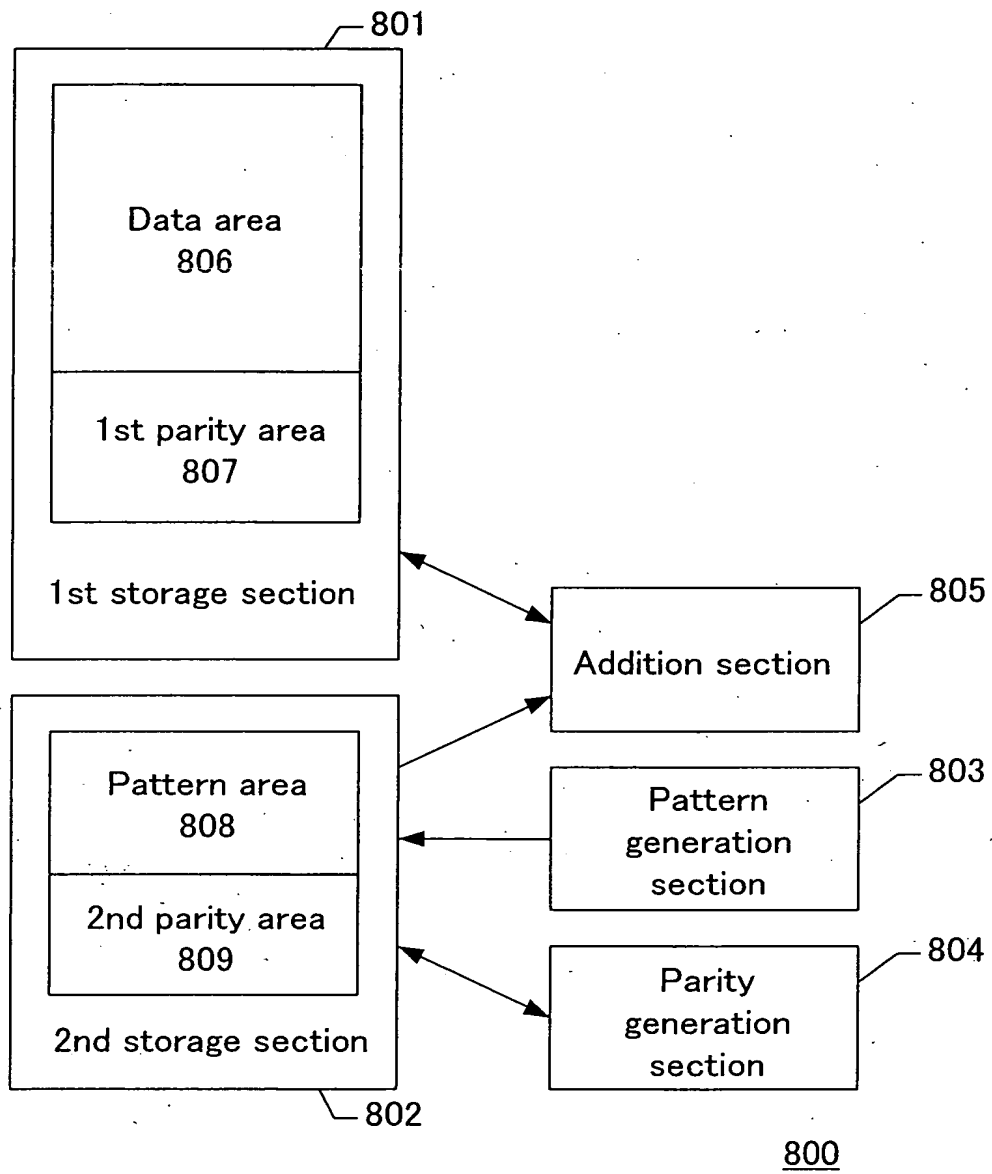 801
Data area
806
1st parity area
807
1st storage section
805
Addition section
803
Pattern
generation
section
Pattern area
808
2nd parity area
809
804
Parity
generation
section
2nd storage section
802
800